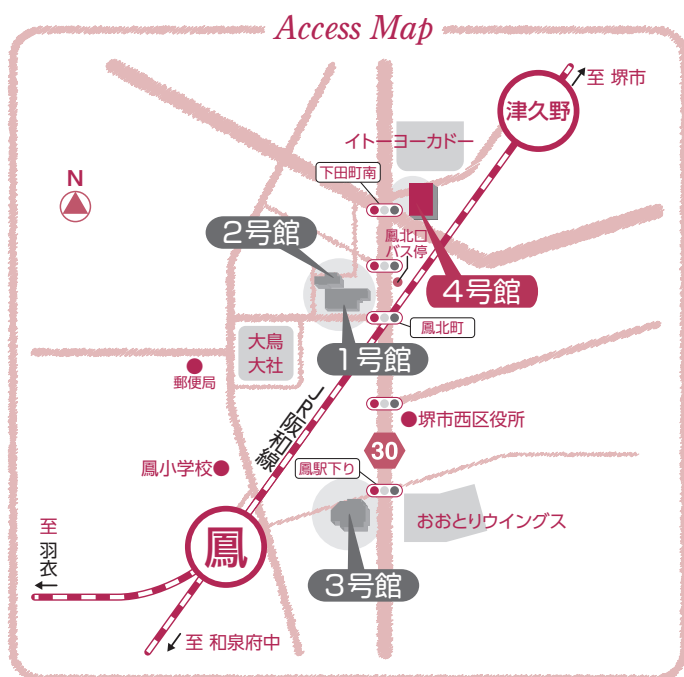 Access Map
至 堺市
津久野
イトーヨーカドー
下田町南
N
2号館
鳳北口
バス停
4号館
鳳北町
大鳥
大社
1号館
郵便局
JR阪和線
堺市西区役所
30
鳳小学校
鳳駅下り
おおとりウイングス
鳳
至
羽衣
3号館
至 和泉府中